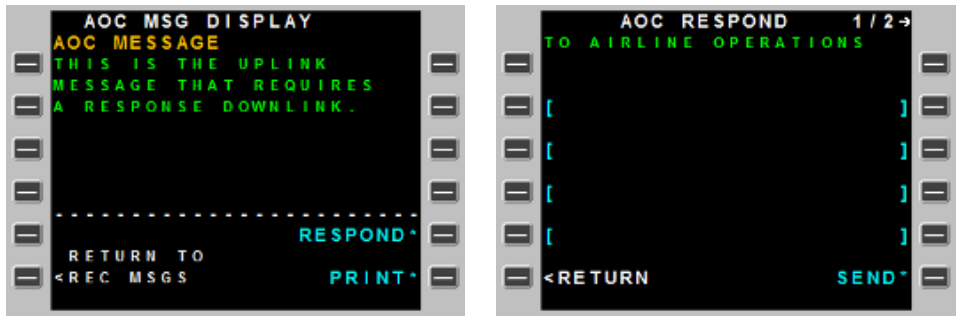 AOC MSG DISPLAY
AOC MESSAGE
THIS IS THE UPLINK
MESSAGE THAT REQUIRES
A RESPONSE DOWNLINK.
------------------------
RESPOND*
RETURN TO
<REC MSGS PRINT*
AOC RESPOND 1/2→
TO AIRLINE OPERATIONS
[ ]
[ ]
[ ]
[ ]
<RETURN SEND*